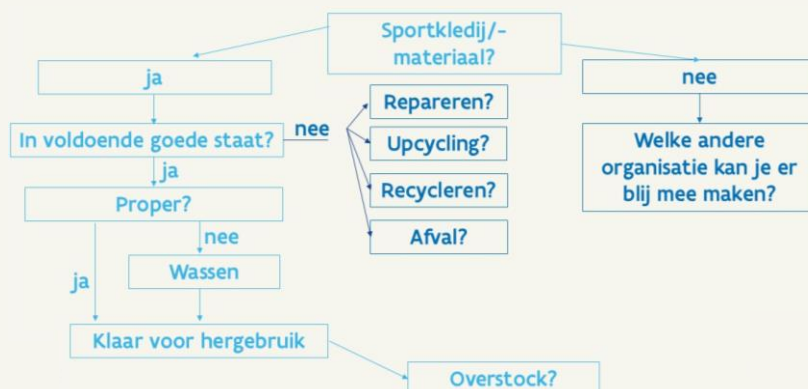 Sportkledij/-
materiaal?
ja
nee
In voldoende goede staat?
nee
Repareren?
Upcycling?
Recycleren?
Afval?
Welke andere
organisatie kan je er
blij mee maken?
ja
Proper?
nee
ja
Wassen
Klaar voor hergebruik
Overstock?